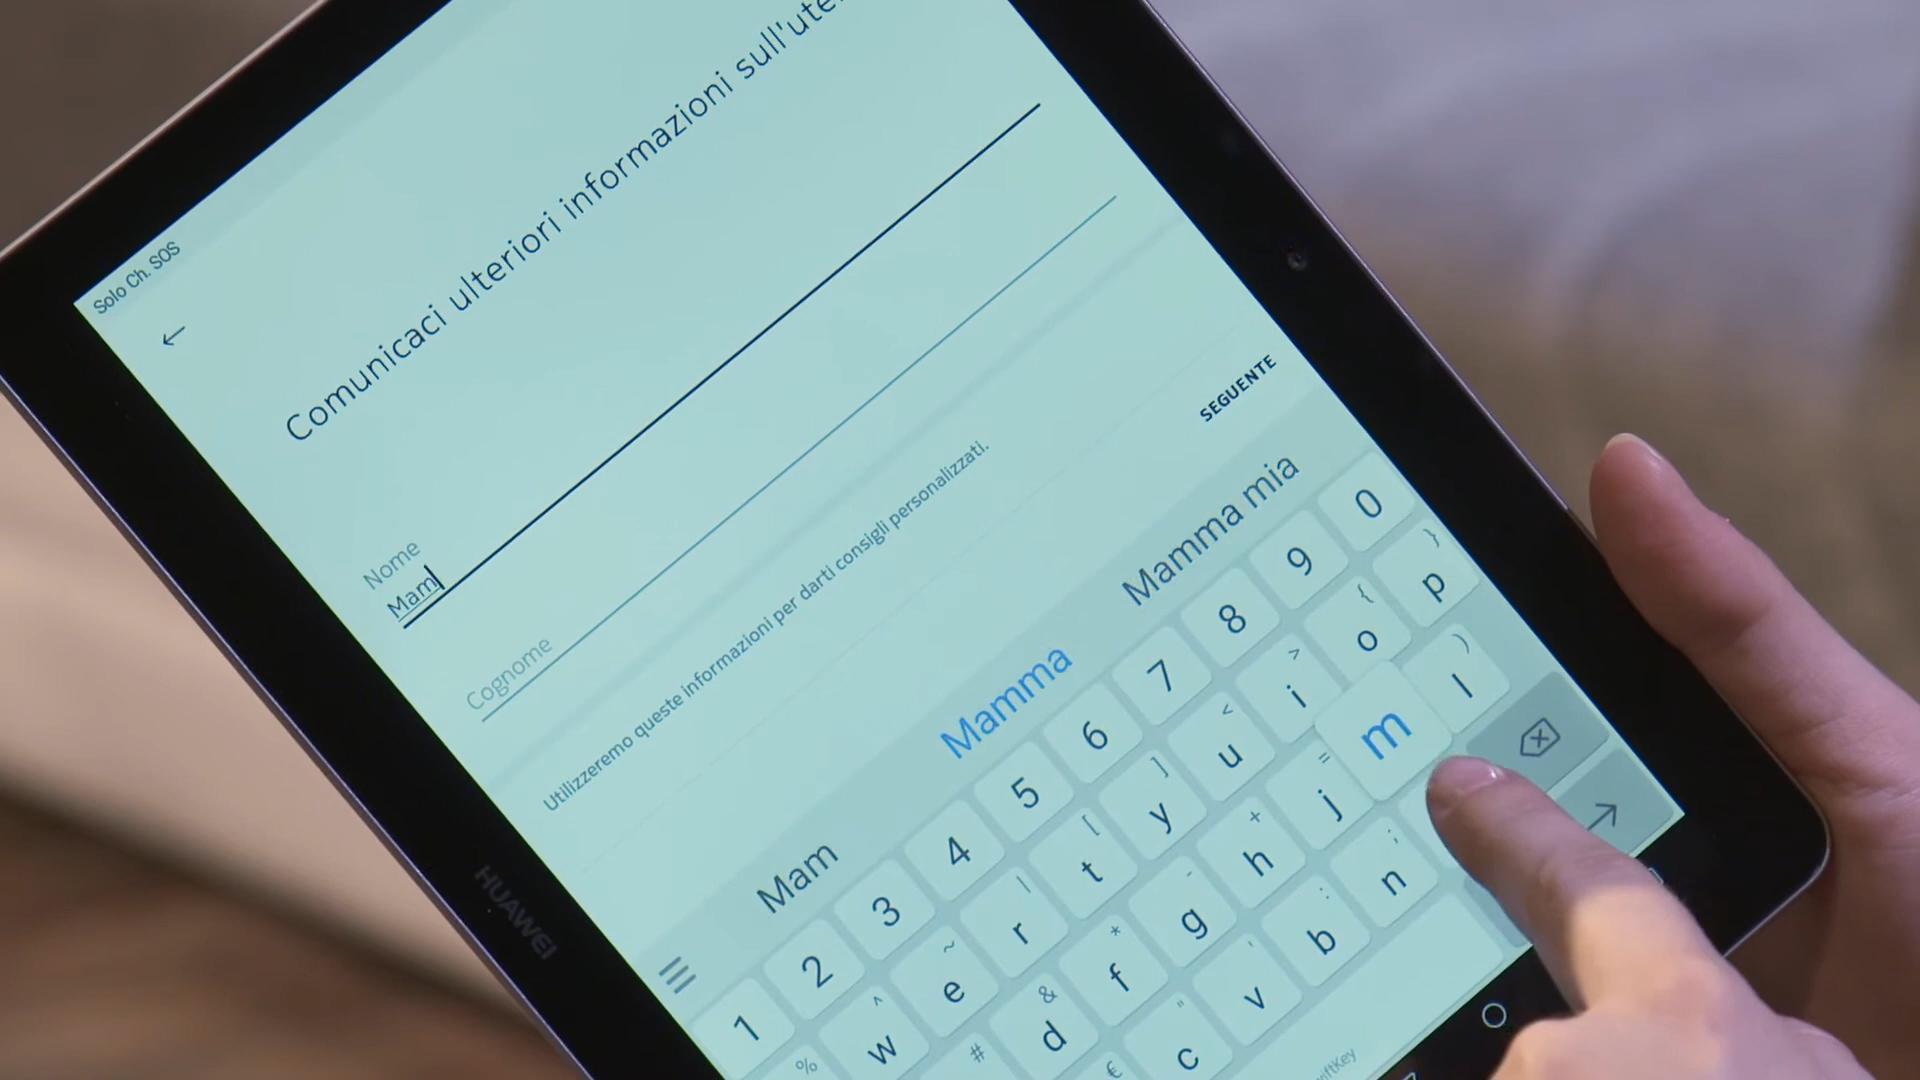 Solo Ch. SOS
←
Comunicaci ulteriori informazioni sull'ute
Nome
Mam
Cognome
Utilizzeremo queste informazioni per darti consigli personalizzati.
SEGUENTE
Mam Mamma Mamma mia
1 2 3 4 5 6 7 8 9 0
% ^ ~ | [ ] < > { }
w e r t y u i o p
# & * - + = )
d f g h j m l
€ " ' : ;
c v b n
iftKey
HUAWEI